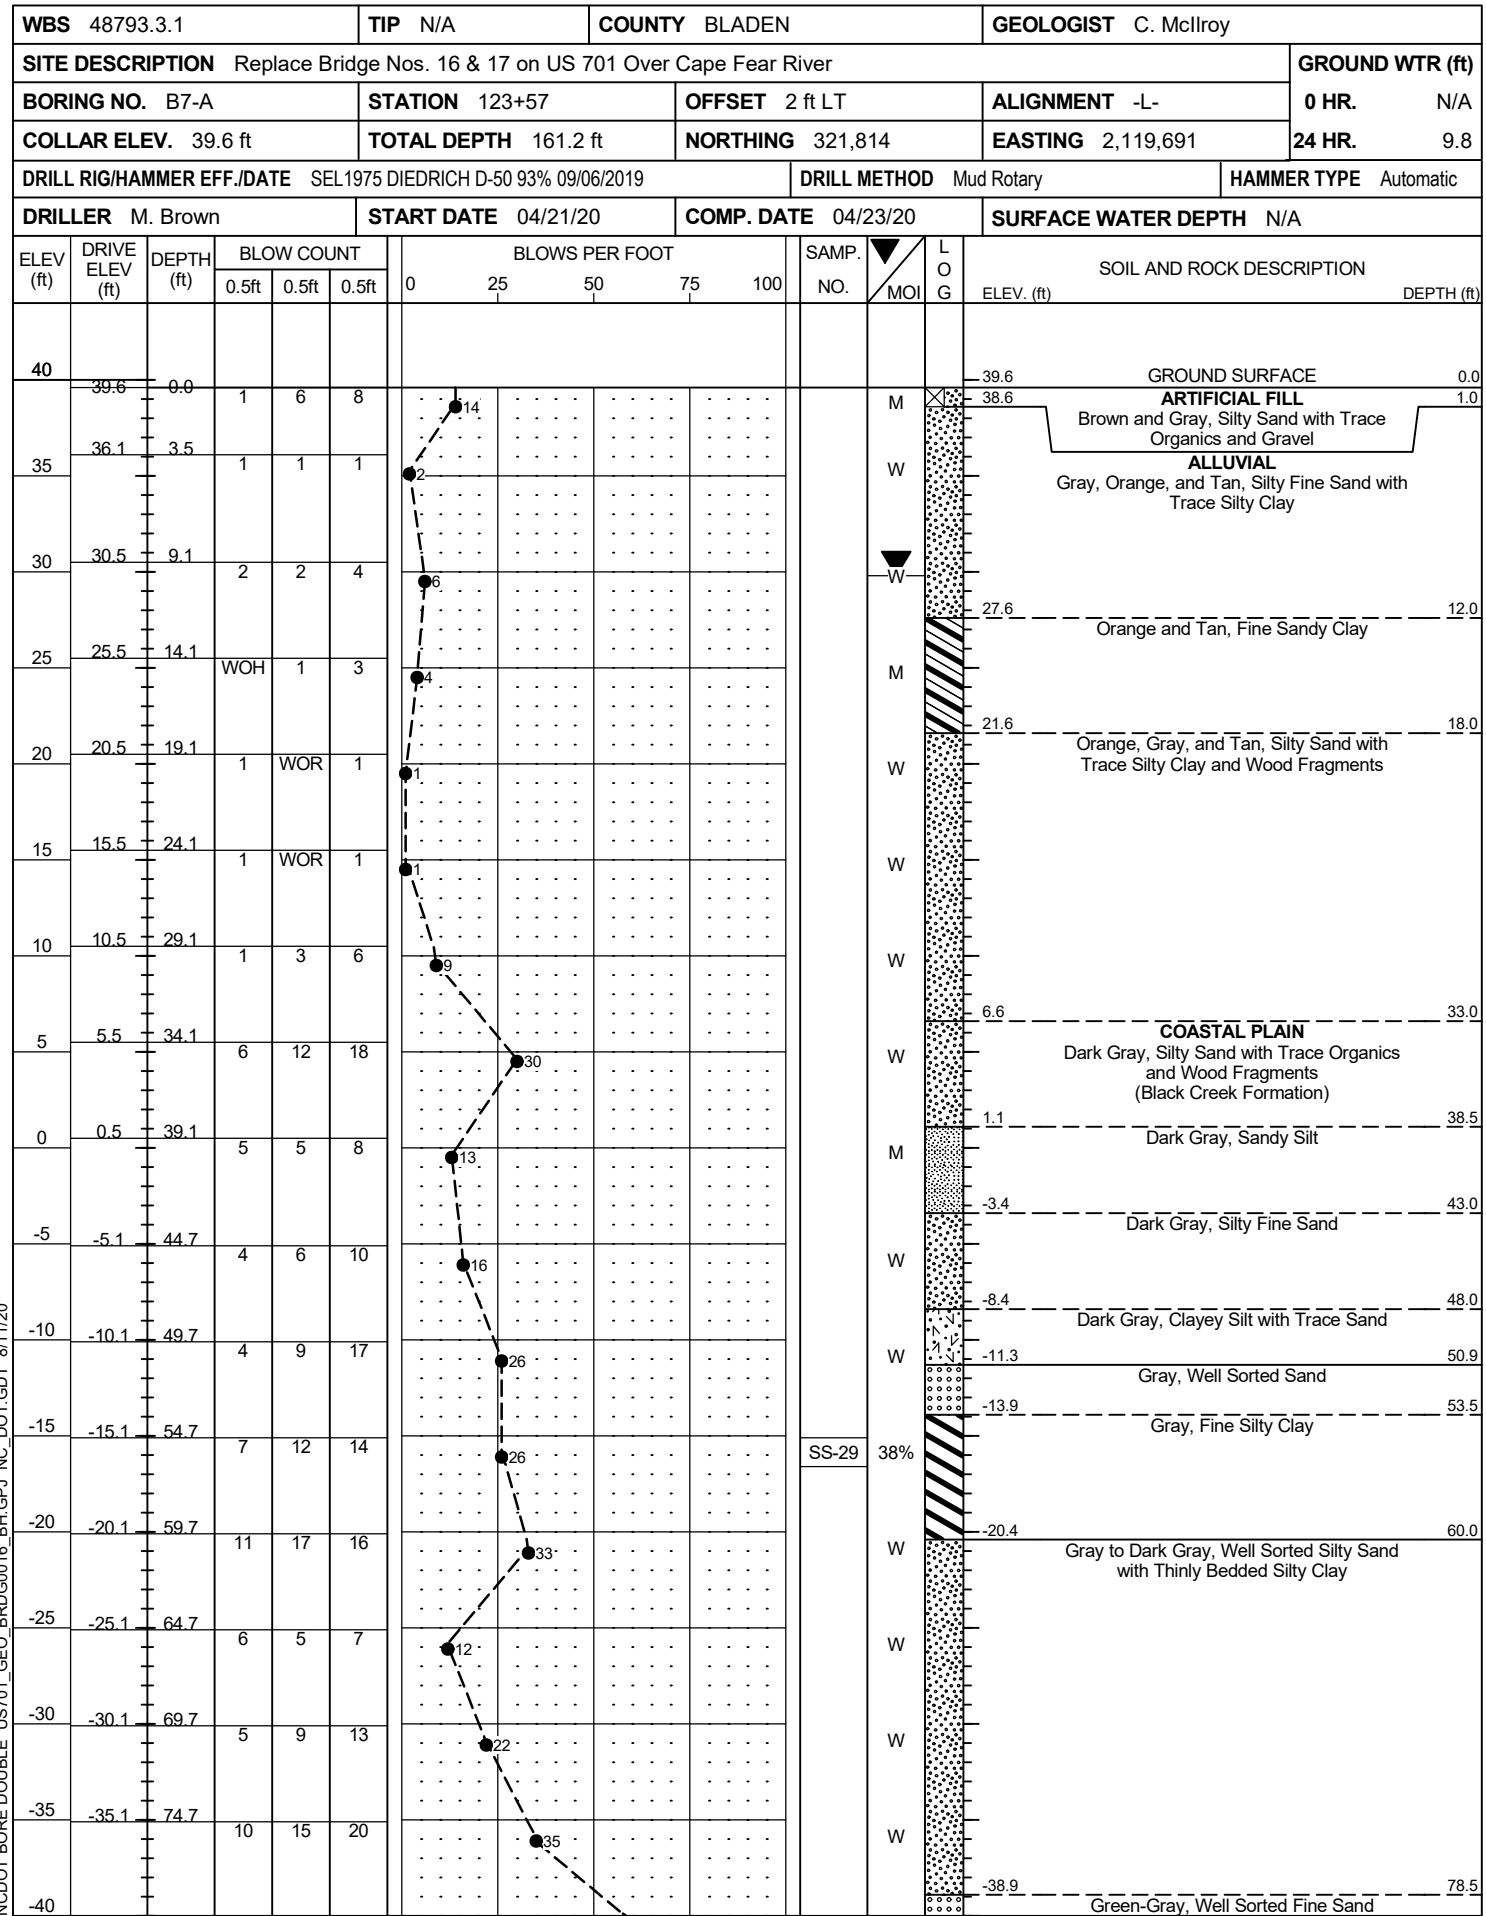 WBS 48793.3.1 TIP N/A COUNTY BLADEN GEOLOGIST C. McIlroy
SITE DESCRIPTION Replace Bridge Nos. 16 & 17 on US 701 Over Cape Fear River GROUND WTR (ft)
BORING NO. B7-A STATION 123+57 OFFSET 2 ft LT ALIGNMENT -L- 0 HR. N/A
COLLAR ELEV. 39.6 ft TOTAL DEPTH 161.2 ft NORTHING 321,814 EASTING 2,119,691 24 HR. 9.8
DRILL RIG/HAMMER EFF./DATE SEL1975 DIEDRICH D-50 93% 09/06/2019 DRILL METHOD Mud Rotary HAMMER TYPE Automatic
DRILLER M. Brown START DATE 04/21/20 COMP. DATE 04/23/20 SURFACE WATER DEPTH N/A
ELEV (ft) DRIVE ELEV (ft) DEPTH (ft) BLOW COUNT BLOWS PER FOOT SAMP. NO. MOI LOG SOIL AND ROCK DESCRIPTION
0.5ft 0.5ft 0.5ft 0 25 50 75 100 ELEV. (ft) DEPTH (ft)
40
39.6 GROUND SURFACE 0.0
39.6 0.0 1 6 8 14 M
38.6 ARTIFICIAL FILL 1.0
Brown and Gray, Silty Sand with Trace
Organics and Gravel
35 36.1 3.5 1 1 1 2 W
ALLUVIAL
Gray, Orange, and Tan, Silty Fine Sand with
Trace Silty Clay
30 30.5 9.1 2 2 4 6 W
27.6 12.0
Orange and Tan, Fine Sandy Clay
25 25.5 14.1 WOH 1 3 4 M
21.6 18.0
Orange, Gray, and Tan, Silty Sand with
Trace Silty Clay and Wood Fragments
20 20.5 19.1 1 WOR 1 1 W
15 15.5 24.1 1 WOR 1 1 W
10 10.5 29.1 1 3 6 9 W
6.6 33.0
COASTAL PLAIN
Dark Gray, Silty Sand with Trace Organics
and Wood Fragments
(Black Creek Formation)
5 5.5 34.1 6 12 18 30 W
1.1 38.5
Dark Gray, Sandy Silt
0 0.5 39.1 5 5 8 13 M
-3.4 43.0
Dark Gray, Silty Fine Sand
-5 -5.1 44.7 4 6 10 16 W
-8.4 48.0
Dark Gray, Clayey Silt with Trace Sand
-10 -10.1 49.7 4 9 17 26 W
-11.3 50.9
Gray, Well Sorted Sand
-13.9 53.5
Gray, Fine Silty Clay
-15 -15.1 54.7 7 12 14 26 SS-29 38%
-20 -20.1 59.7 11 17 16 33 W
-20.4 60.0
Gray to Dark Gray, Well Sorted Silty Sand
with Thinly Bedded Silty Clay
-25 -25.1 64.7 6 5 7 12 W
-30 -30.1 69.7 5 9 13 22 W
-35 -35.1 74.7 10 15 20 35 W
-38.9 78.5
Green-Gray, Well Sorted Fine Sand
-40
NCDOT BORE DOUBLE US701_GEO_BRDG0016_BH.GPJ NC_DOT.GDT 8/11/20